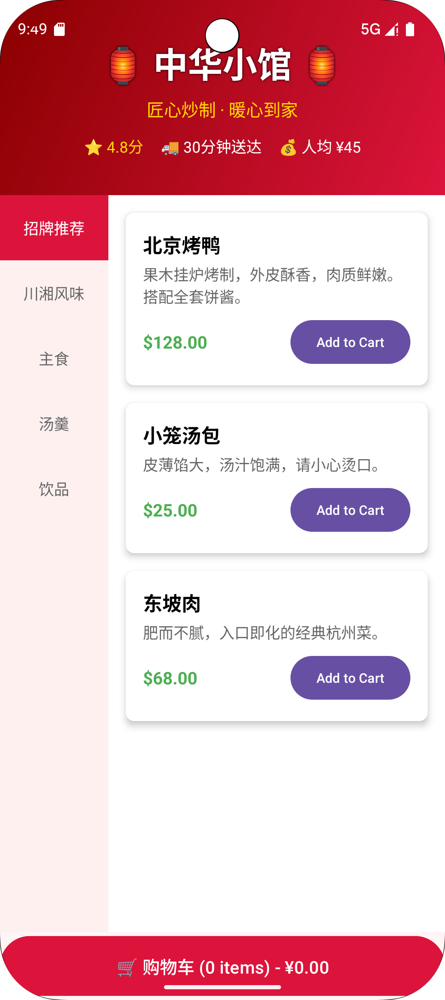 9:49
5G
中华小馆
匠心炒制 · 暖心到家
4.8分 30分钟送达 人均 ¥45
招牌推荐
川湘风味
主食
汤羹
饮品
北京烤鸭
果木挂炉烤制，外皮酥香，肉质鲜嫩。
搭配全套饼酱。
$128.00
Add to Cart
小笼汤包
皮薄馅大，汤汁饱满，请小心烫口。
$25.00
Add to Cart
东坡肉
肥而不腻，入口即化的经典杭州菜。
$68.00
Add to Cart
购物车 (0 items) - ¥0.00